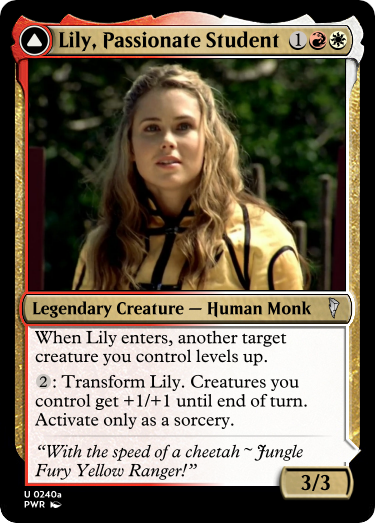 Lily, Passionate Student 1
Legendary Creature — Human Monk
When Lily enters, another target
creature you control levels up.
2: Transform Lily. Creatures you
control get +1/+1 until end of turn.
Activate only as a sorcery.
“With the speed of a cheetah ~ Jungle
Fury Yellow Ranger!”
3/3
U 0240a
PWR